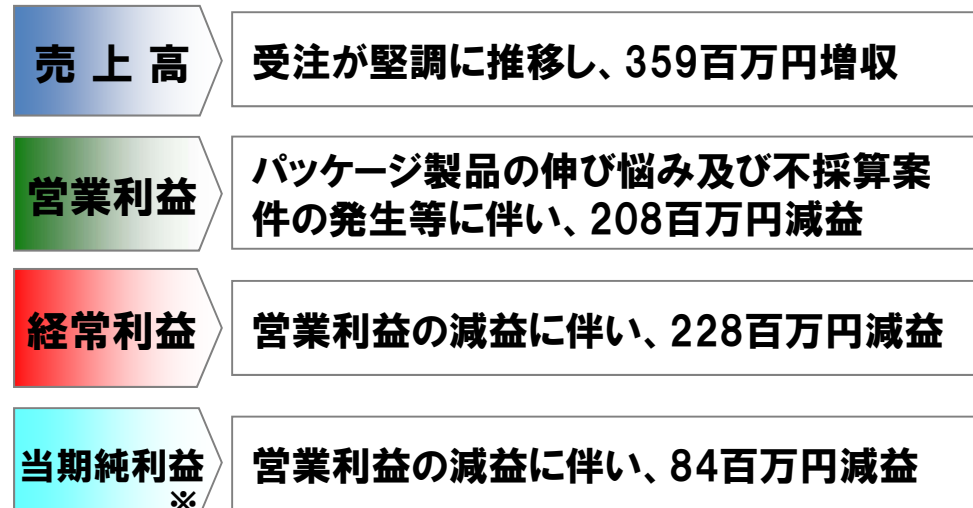 売上高
受注が堅調に推移し、359百万円増収
営業利益
パッケージ製品の伸び悩み及び不採算案
件の発生等に伴い、208百万円減益
経常利益
営業利益の減益に伴い、228百万円減益
当期純利益
※
営業利益の減益に伴い、84百万円減益